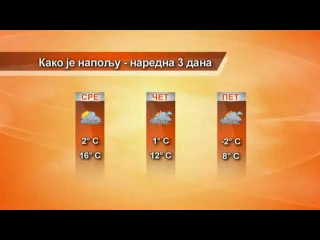 Како је напољу - наредна 3 дана
СРЕ ЧЕТ ПЕТ
2° C 1° C -2° C
16° C 12° C 8° C